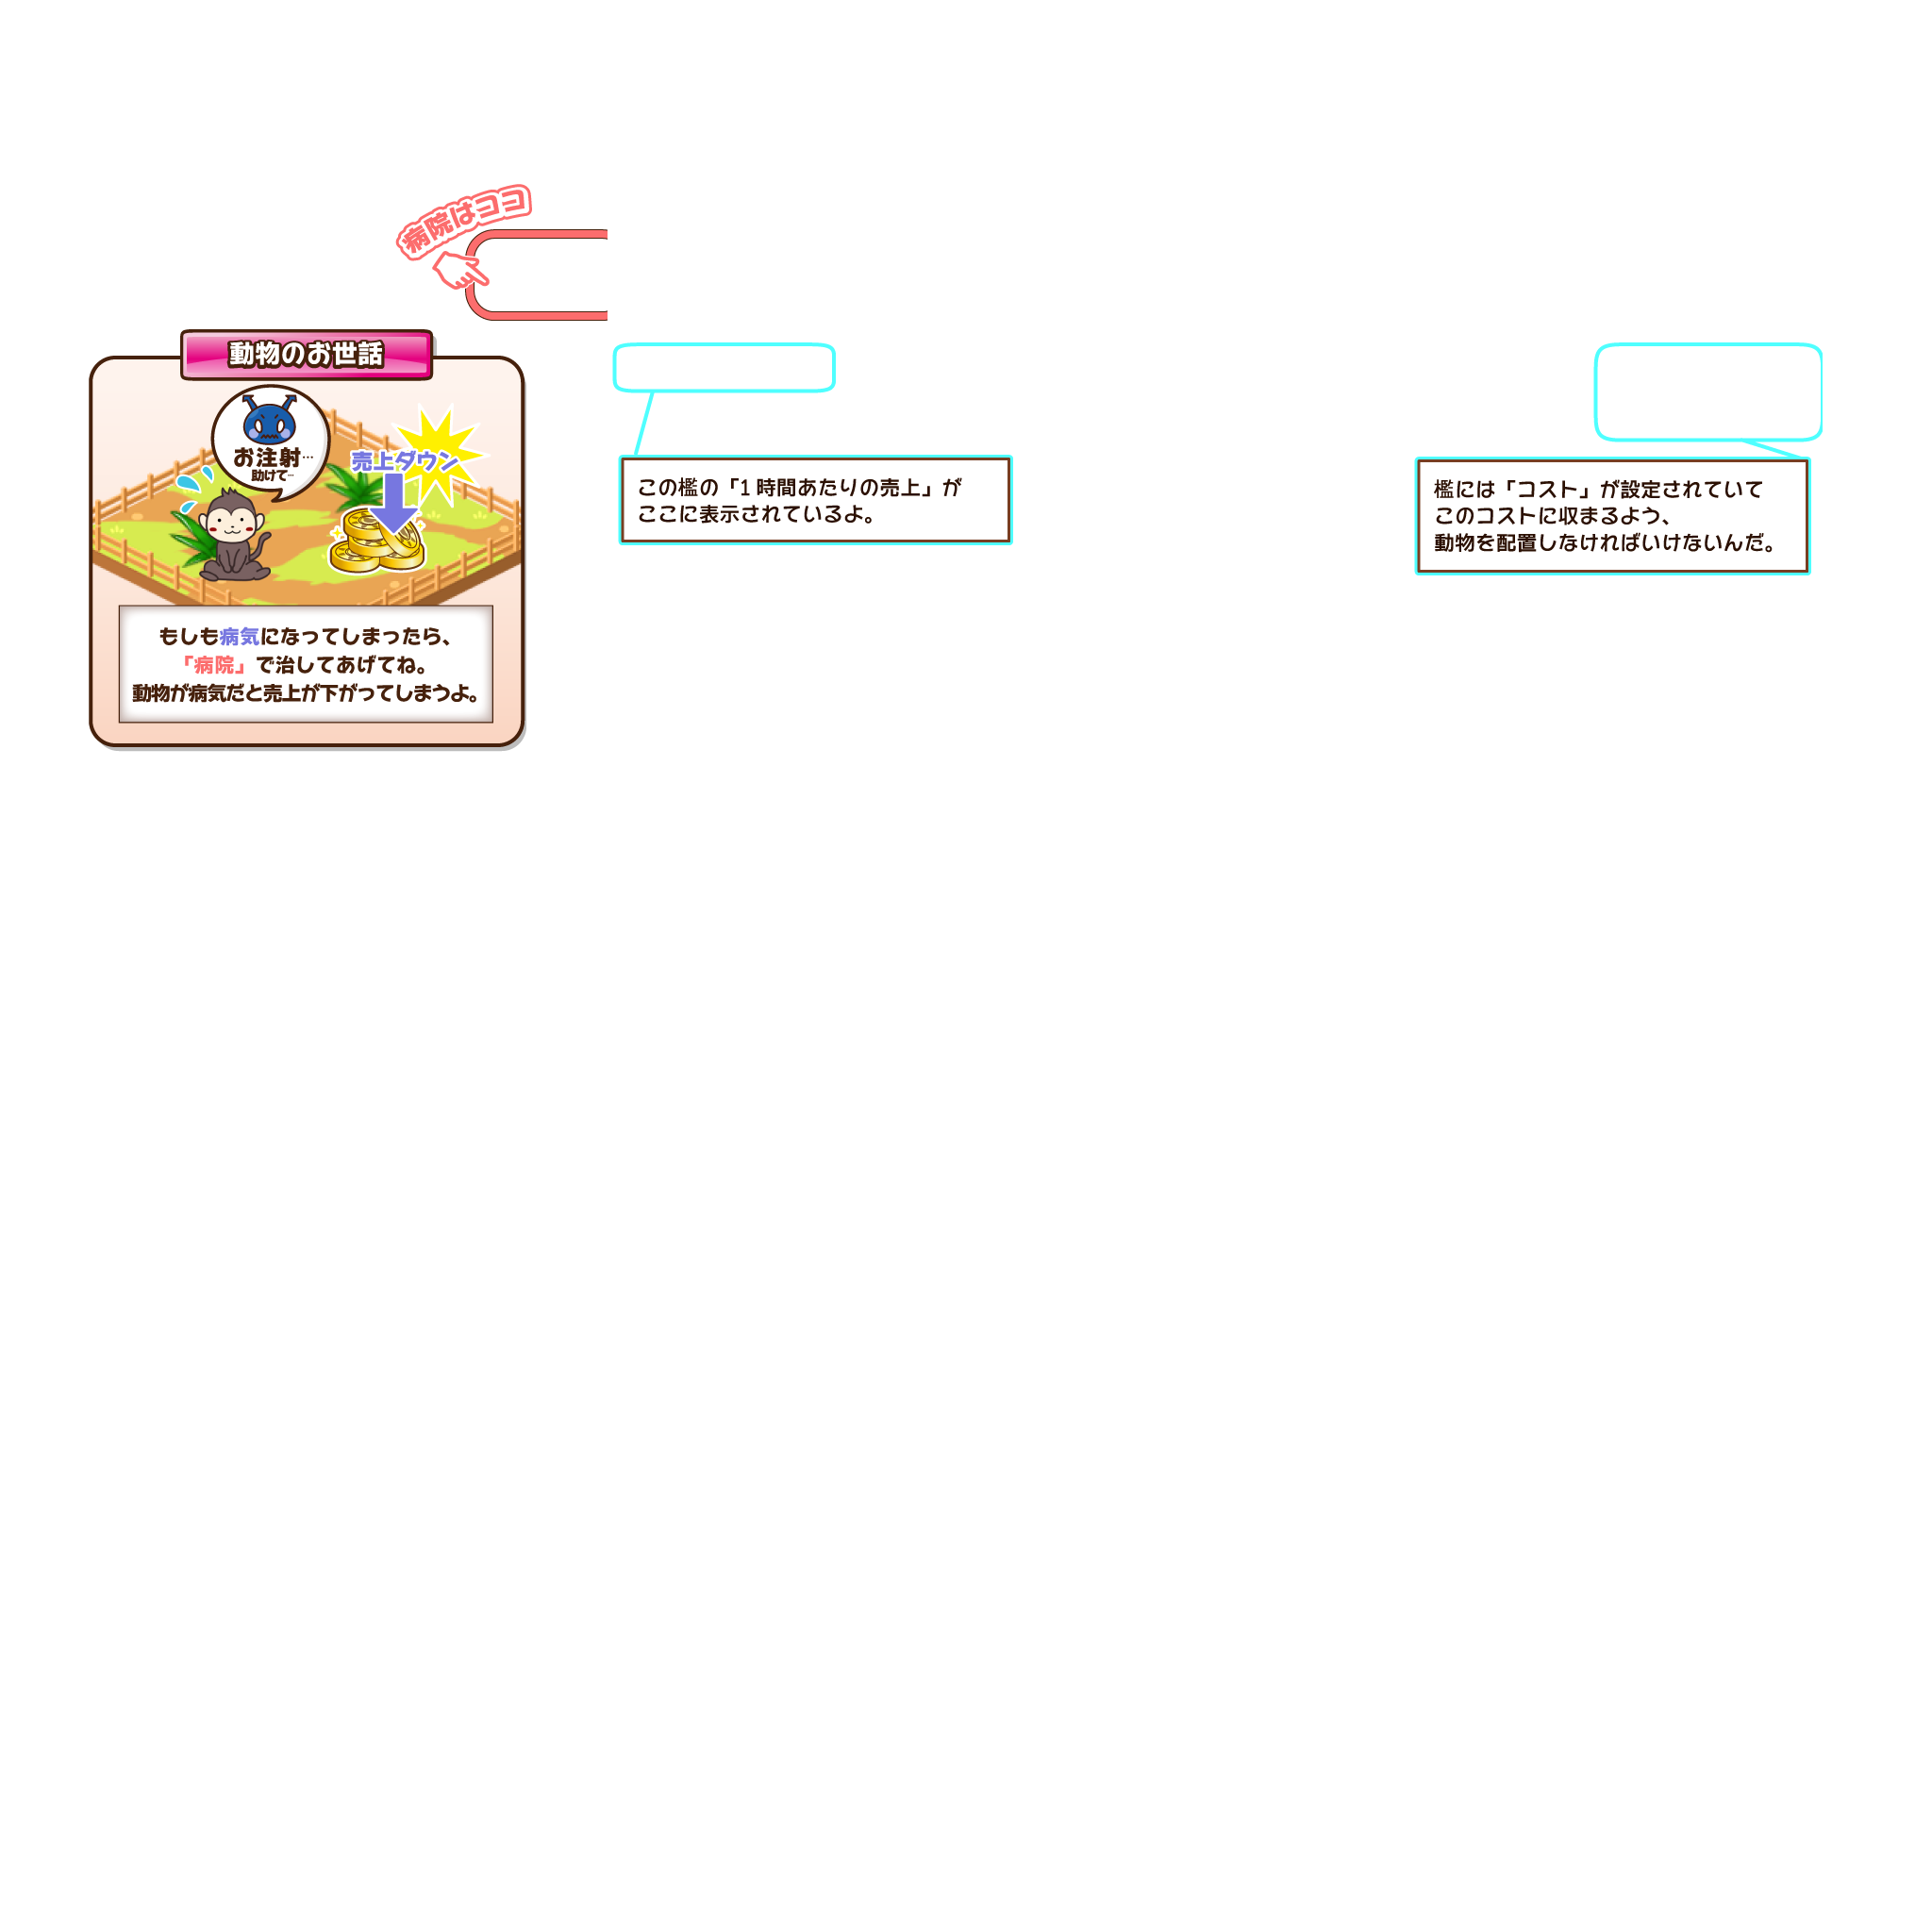 病院はココ
動物のお世話
お注射…
助けて…
売上ダウン
もしも病気になってしまったら、
「病院」で治してあげてね。
動物が病気だと売上が下がってしまうよ。
この檻の「1時間あたりの売上」が
ここに表示されているよ。
檻には「コスト」が設定されていて
このコストに収まるよう、
動物を配置しなければいけないんだ。